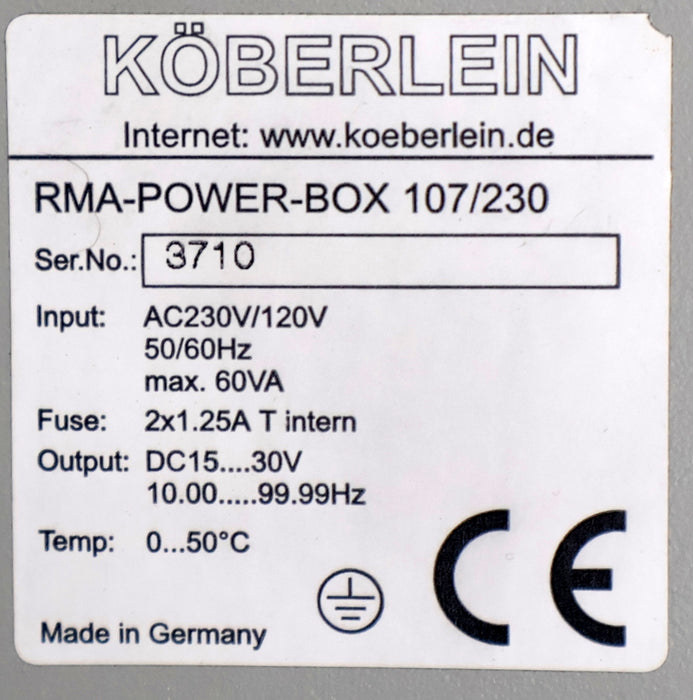 KÖBERLEIN
Internet: www.koeberlein.de
RMA-POWER-BOX 107/230
Ser.No.: 3710
Input: AC230V/120V
50/60Hz
max. 60VA
Fuse: 2x1.25A T intern
Output: DC15....30V
10.00.....99.99Hz
Temp: 0...50°C
CE
Made in Germany